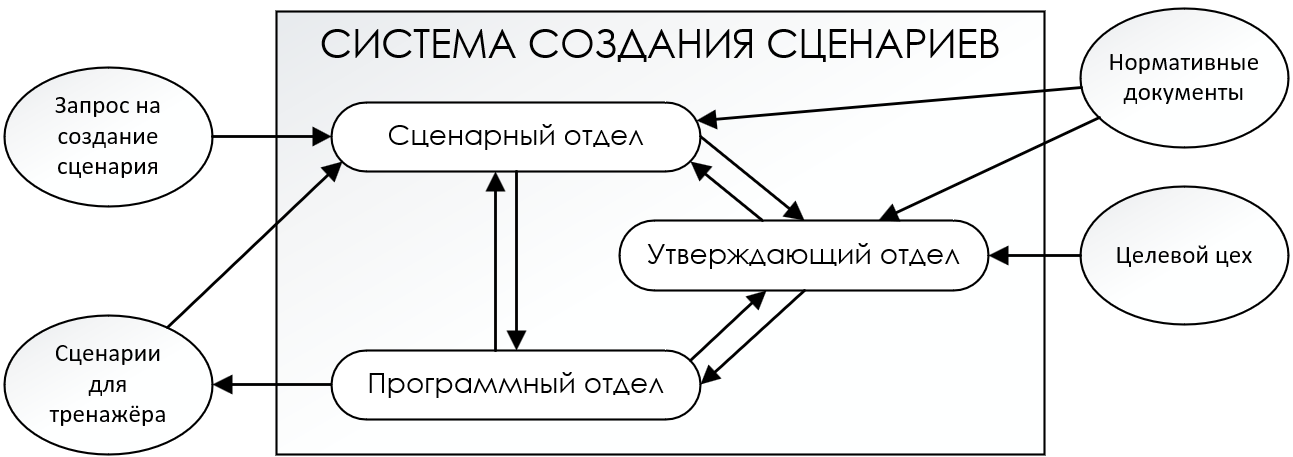 СИСТЕМА СОЗДАНИЯ СЦЕНАРИЕВ
Запрос на
создание
сценария
Сценарный отдел
Нормативные
документы
Утверждающий отдел
Целевой цех
Сценарии
для
тренажёра
Программный отдел